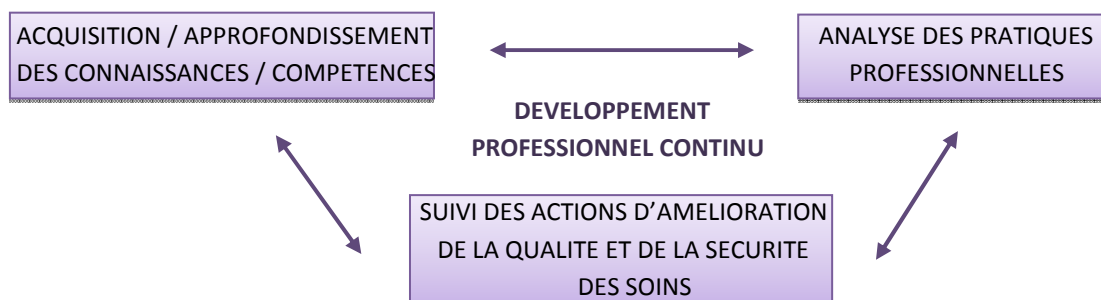 ACQUISITION / APPROFONDISSEMENT
DES CONNAISSANCES / COMPETENCES
ANALYSE DES PRATIQUES
PROFESSIONNELLES
DEVELOPPEMENT
PROFESSIONNEL CONTINU
SUIVI DES ACTIONS D’AMELIORATION
DE LA QUALITE ET DE LA SECURITE
DES SOINS